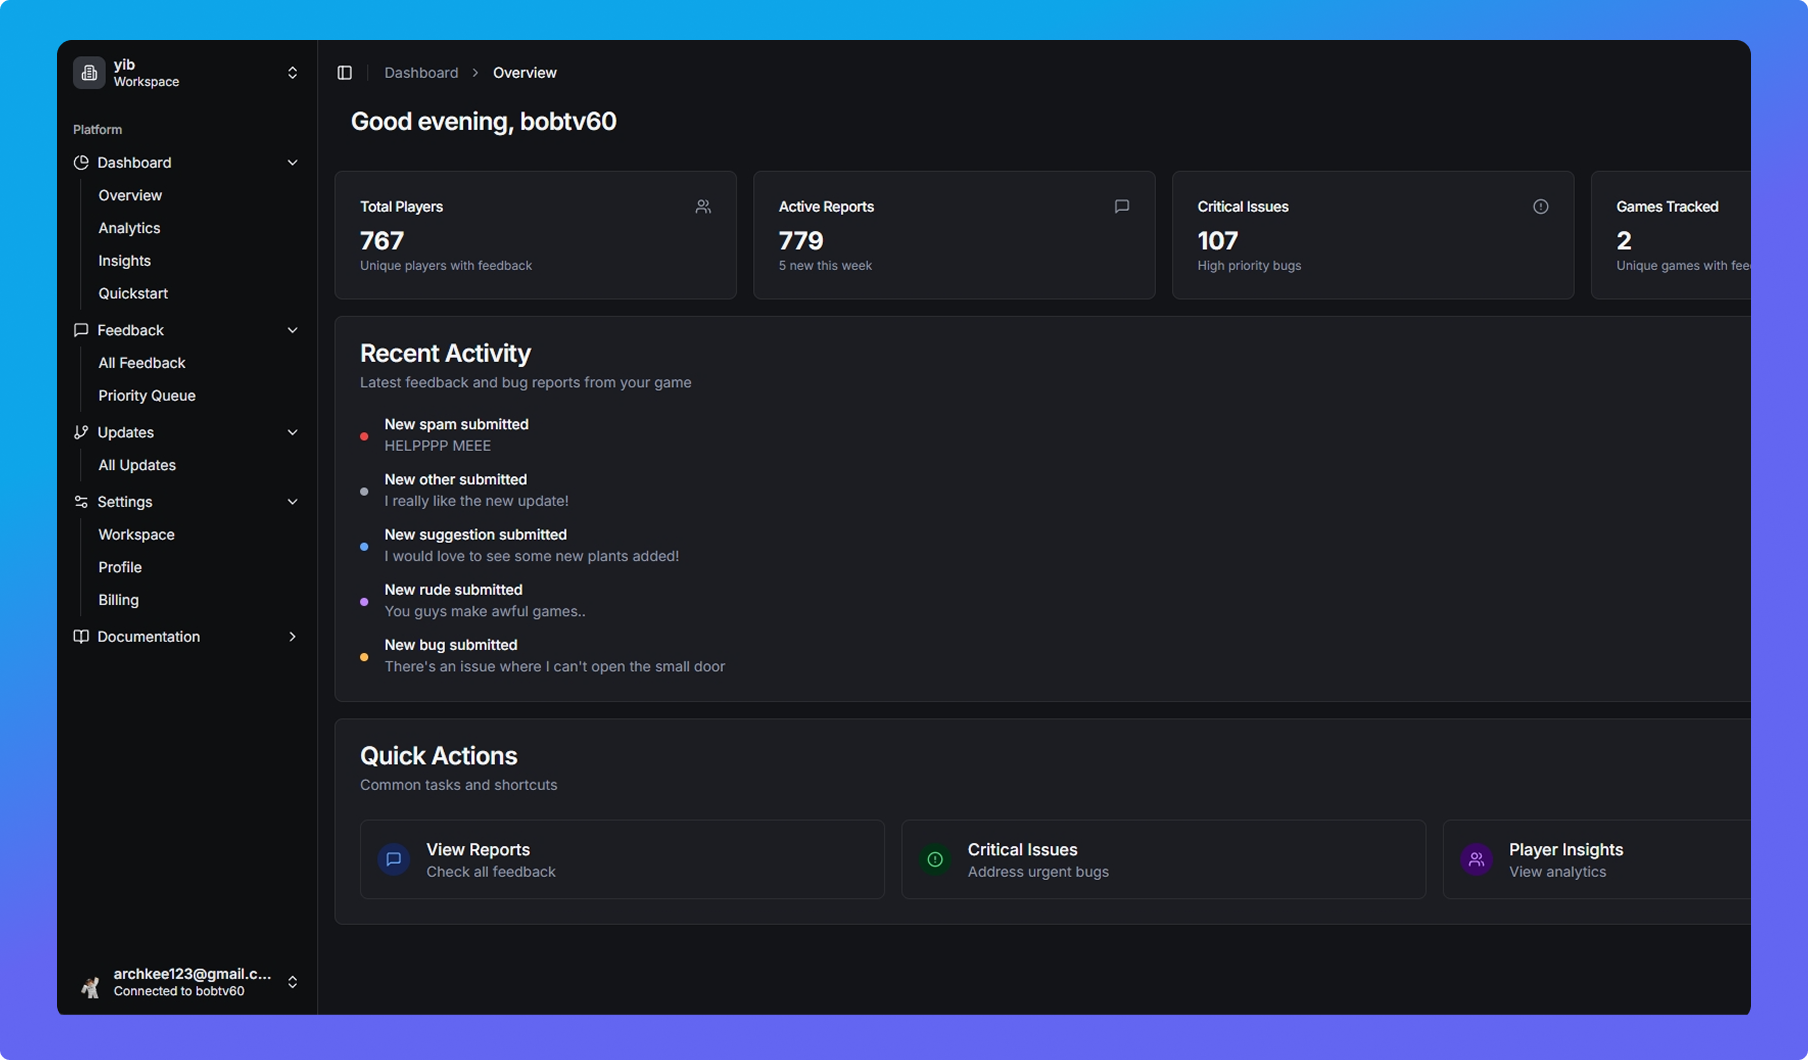 yib
Workspace
Platform
Dashboard
Overview
Analytics
Insights
Quickstart
Feedback
All Feedback
Priority Queue
Updates
All Updates
Settings
Workspace
Profile
Billing
Documentation
archkee123@gmail.c...
Connected to bobtv60
Dashboard > Overview
Good evening, bobtv60
Total Players
767
Unique players with feedback
Active Reports
779
5 new this week
Critical Issues
107
High priority bugs
Games Tracked
2
Unique games with fee
Recent Activity
Latest feedback and bug reports from your game
New spam submitted
HELPPPP MEEE
New other submitted
I really like the new update!
New suggestion submitted
I would love to see some new plants added!
New rude submitted
You guys make awful games..
New bug submitted
There's an issue where I can't open the small door
Quick Actions
Common tasks and shortcuts
View Reports
Check all feedback
Critical Issues
Address urgent bugs
Player Insights
View analytics